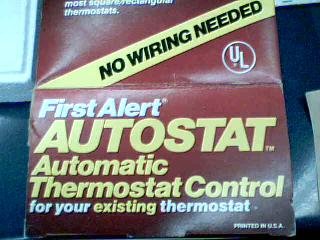 most square/rectangular
thermostats.
NO WIRING NEEDED
UL
First Alert®
AUTOSTAT™
Automatic
Thermostat Control
for your existing thermostat
PRINTED IN U.S.A.